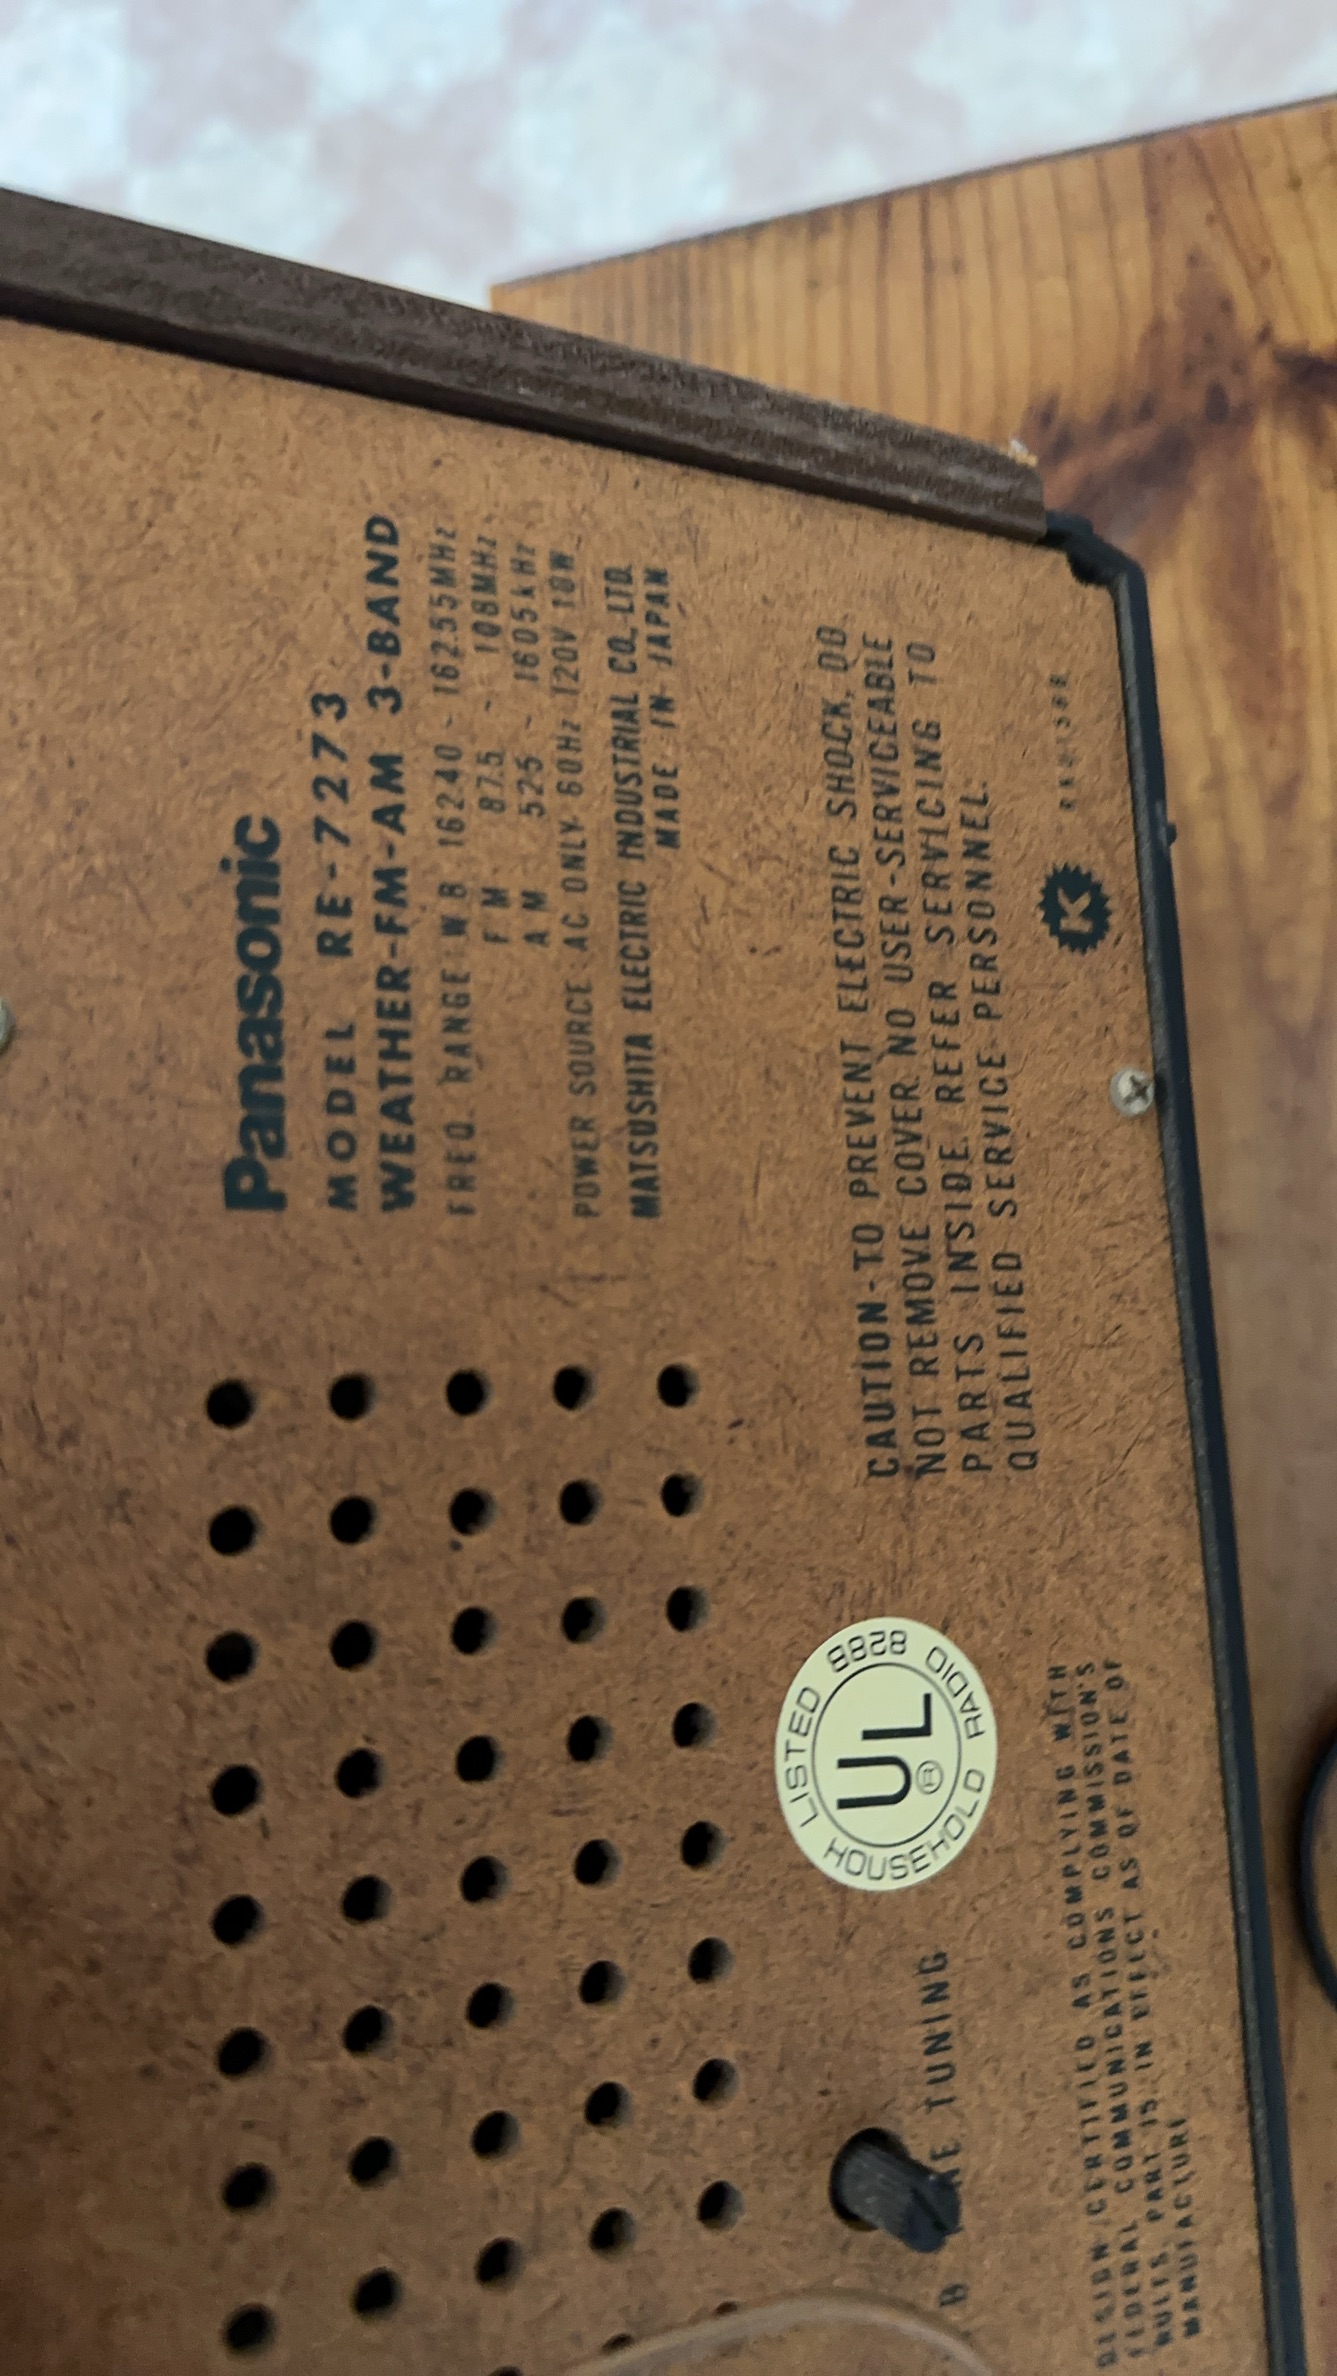 Panasonic
MODEL RE-7273
WEATHER-FM-AM 3-BAND
FREQ. RANGE: WB 162.40 ~ 162.55MHz
FM 87.5 ~ 108MHz
AM 525 ~ 1605kHz
POWER SOURCE: AC ONLY 60Hz 120V 18W
MATSUSHITA ELECTRIC INDUSTRIAL CO., LTD.
MADE IN JAPAN
CAUTION-TO PREVENT ELECTRIC SHOCK, DO
NOT REMOVE COVER. NO USER-SERVICEABLE
PARTS INSIDE. REFER SERVICING TO
QUALIFIED SERVICE PERSONNEL.
K
LISTED 828B
UL®
HOUSEHOLD RADIO
TUNING
DESIGN CERTIFIED AS COMPLYING WITH
FEDERAL COMMUNICATIONS COMMISSION'S
RULES, PART 15, IN EFFECT AS OF DATE OF
MANUFACTURE